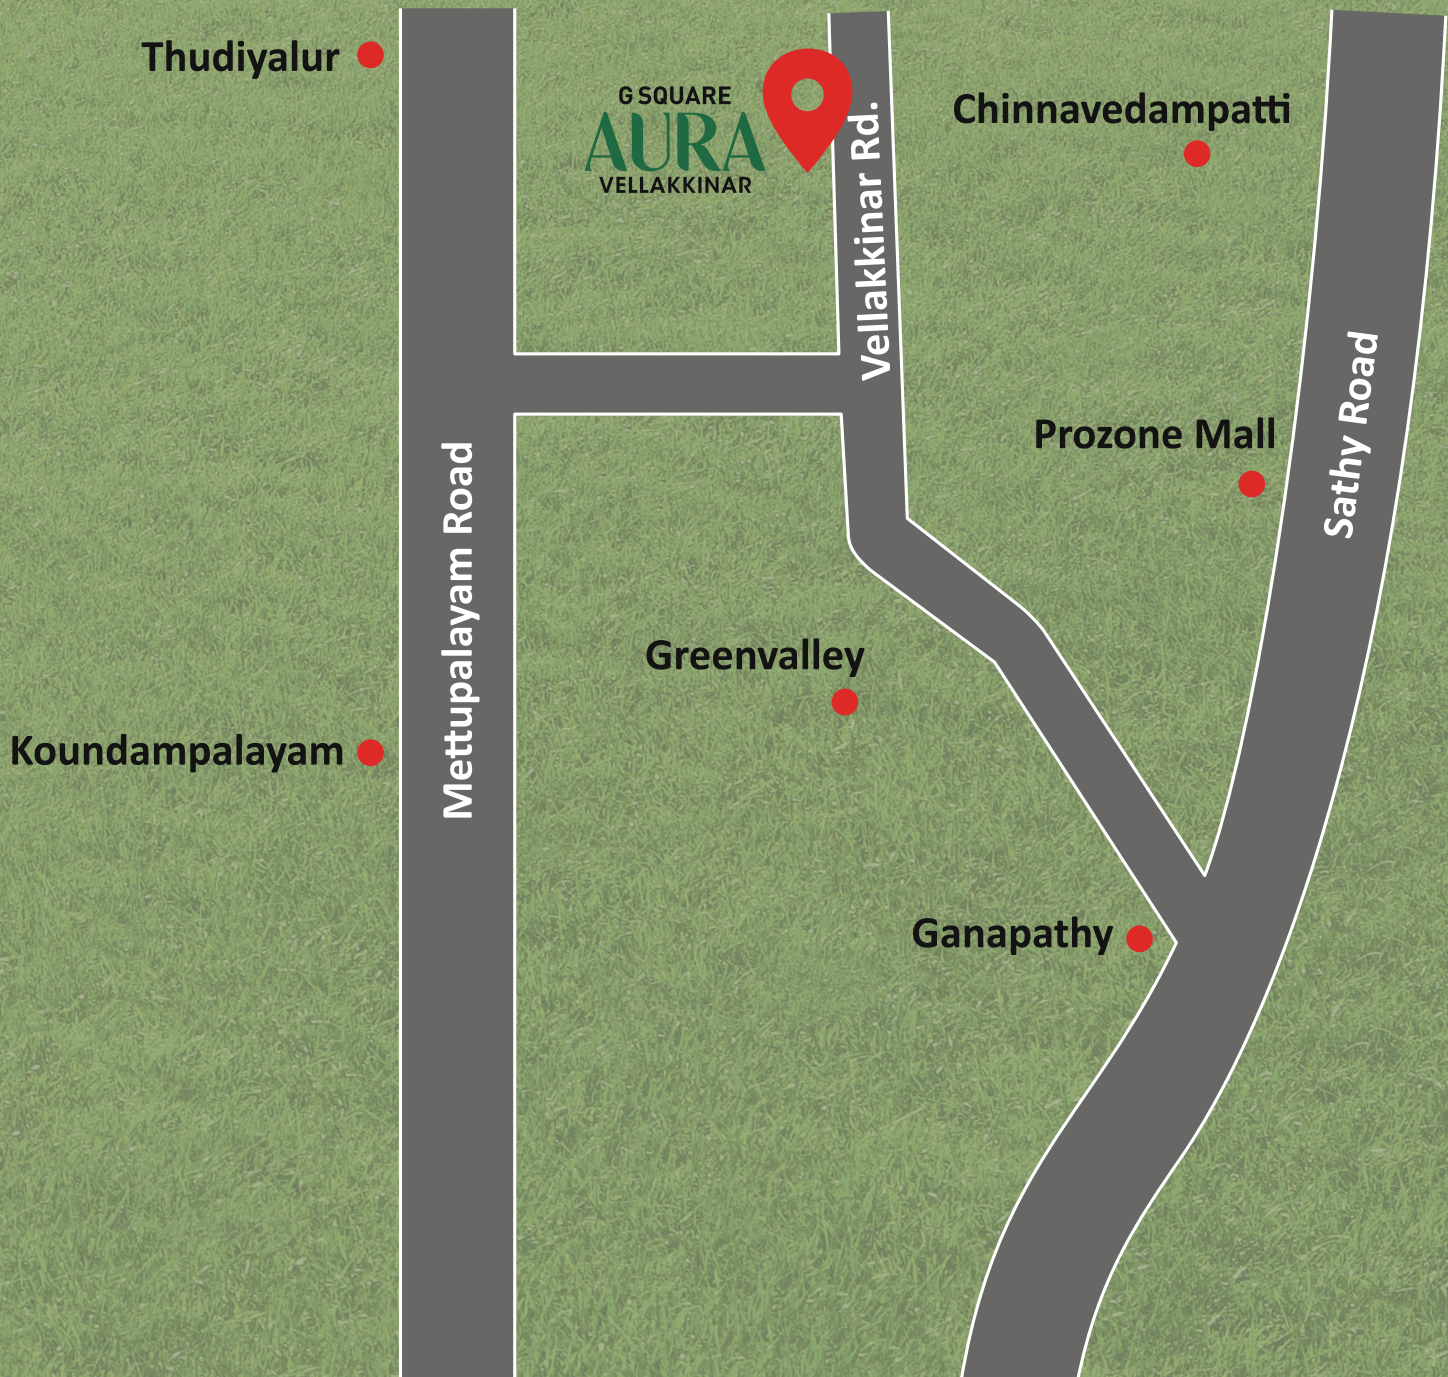 Thudiyalur
G SQUARE
AURA
VELLAKKINAR
Vellakkinar Rd.
Chinnavedampatti
Prozone Mall
Sathy Road
Mettupalayam Road
Greenvalley
Koundampalayam
Ganapathy